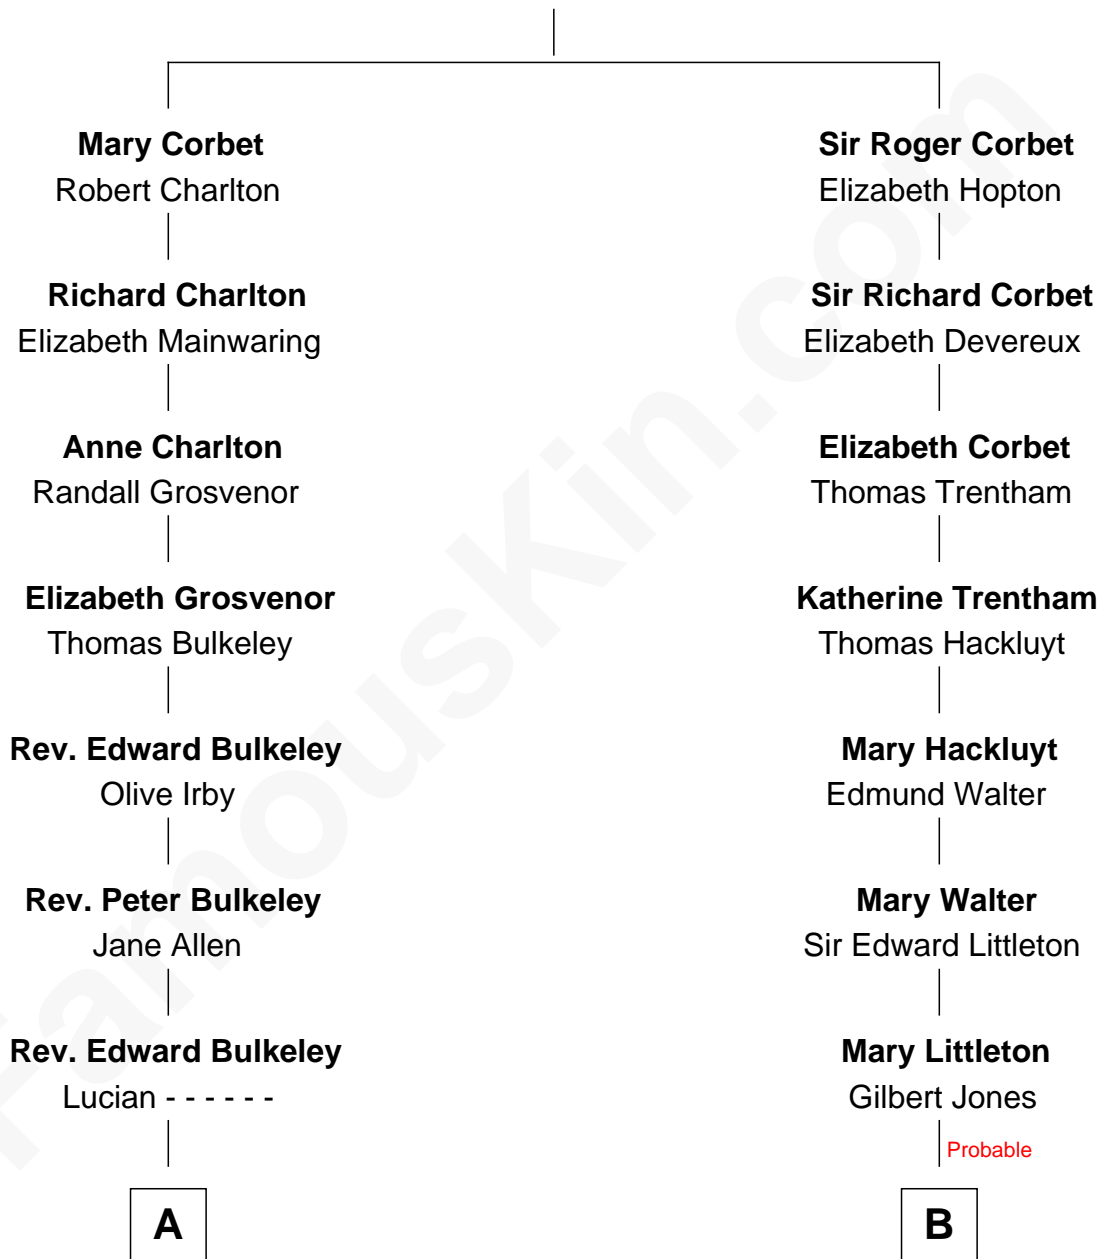 Mary Corbet
Robert Charlton
Richard Charlton
Elizabeth Mainwaring
Anne Charlton
Randall Grosvenor
Elizabeth Grosvenor
Thomas Bulkeley
Rev. Edward Bulkeley
Olive Irby
Rev. Peter Bulkeley
Jane Allen
Rev. Edward Bulkeley
Lucian - - - - - -
A
Sir Roger Corbet
Elizabeth Hopton
Sir Richard Corbet
Elizabeth Devereux
Elizabeth Corbet
Thomas Trentham
Katherine Trentham
Thomas Hackluyt
Mary Hackluyt
Edmund Walter
Mary Walter
Sir Edward Littleton
Mary Littleton
Gilbert Jones
Probable
B
FamousKin.com